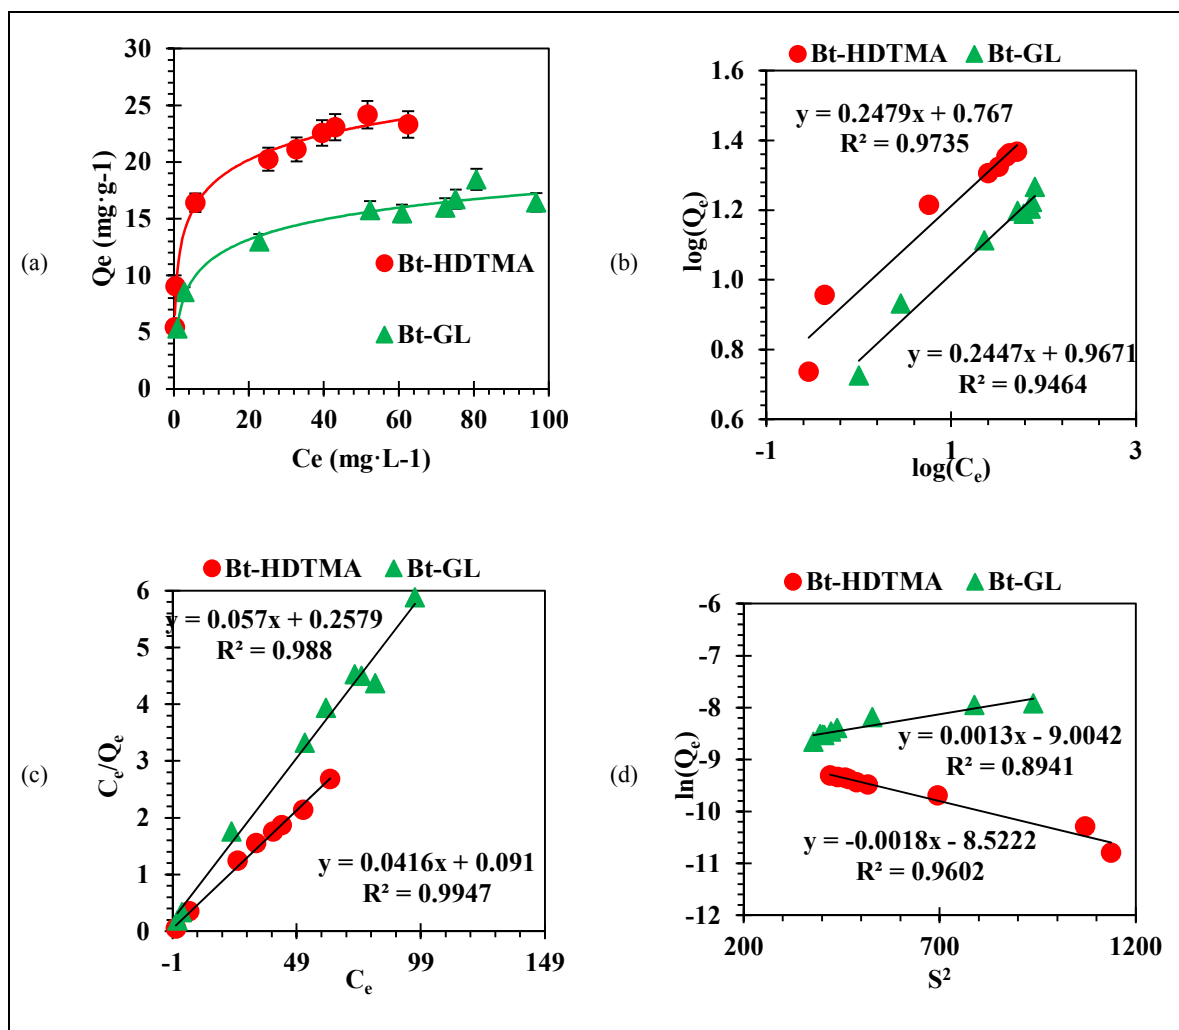 Bt-HDTMA
Bt-GL
30
25
20
15
10
5
0
0 20 40 60 80 100
Qe (mg·g-1)
Ce (mg·L-1)
(a)
Bt-HDTMA Bt-GL
y = 0.2479x + 0.767
R² = 0.9735
y = 0.2447x + 0.9671
R² = 0.9464
1.6
1.4
1.2
1.0
0.8
0.6
-1 1 3
log(Qₑ)
log(Cₑ)
(b)
Bt-HDTMA Bt-GL
y = 0.057x + 0.2579
R² = 0.988
y = 0.0416x + 0.091
R² = 0.9947
6
5
4
3
2
1
0
-1 49 99 149
Cₑ/Qₑ
Cₑ
(c)
Bt-HDTMA Bt-GL
y = 0.0013x - 9.0042
R² = 0.8941
y = -0.0018x - 8.5222
R² = 0.9602
-6
-7
-8
-9
-10
-11
-12
200 700 1200
ln(Qₑ)
S²
(d)